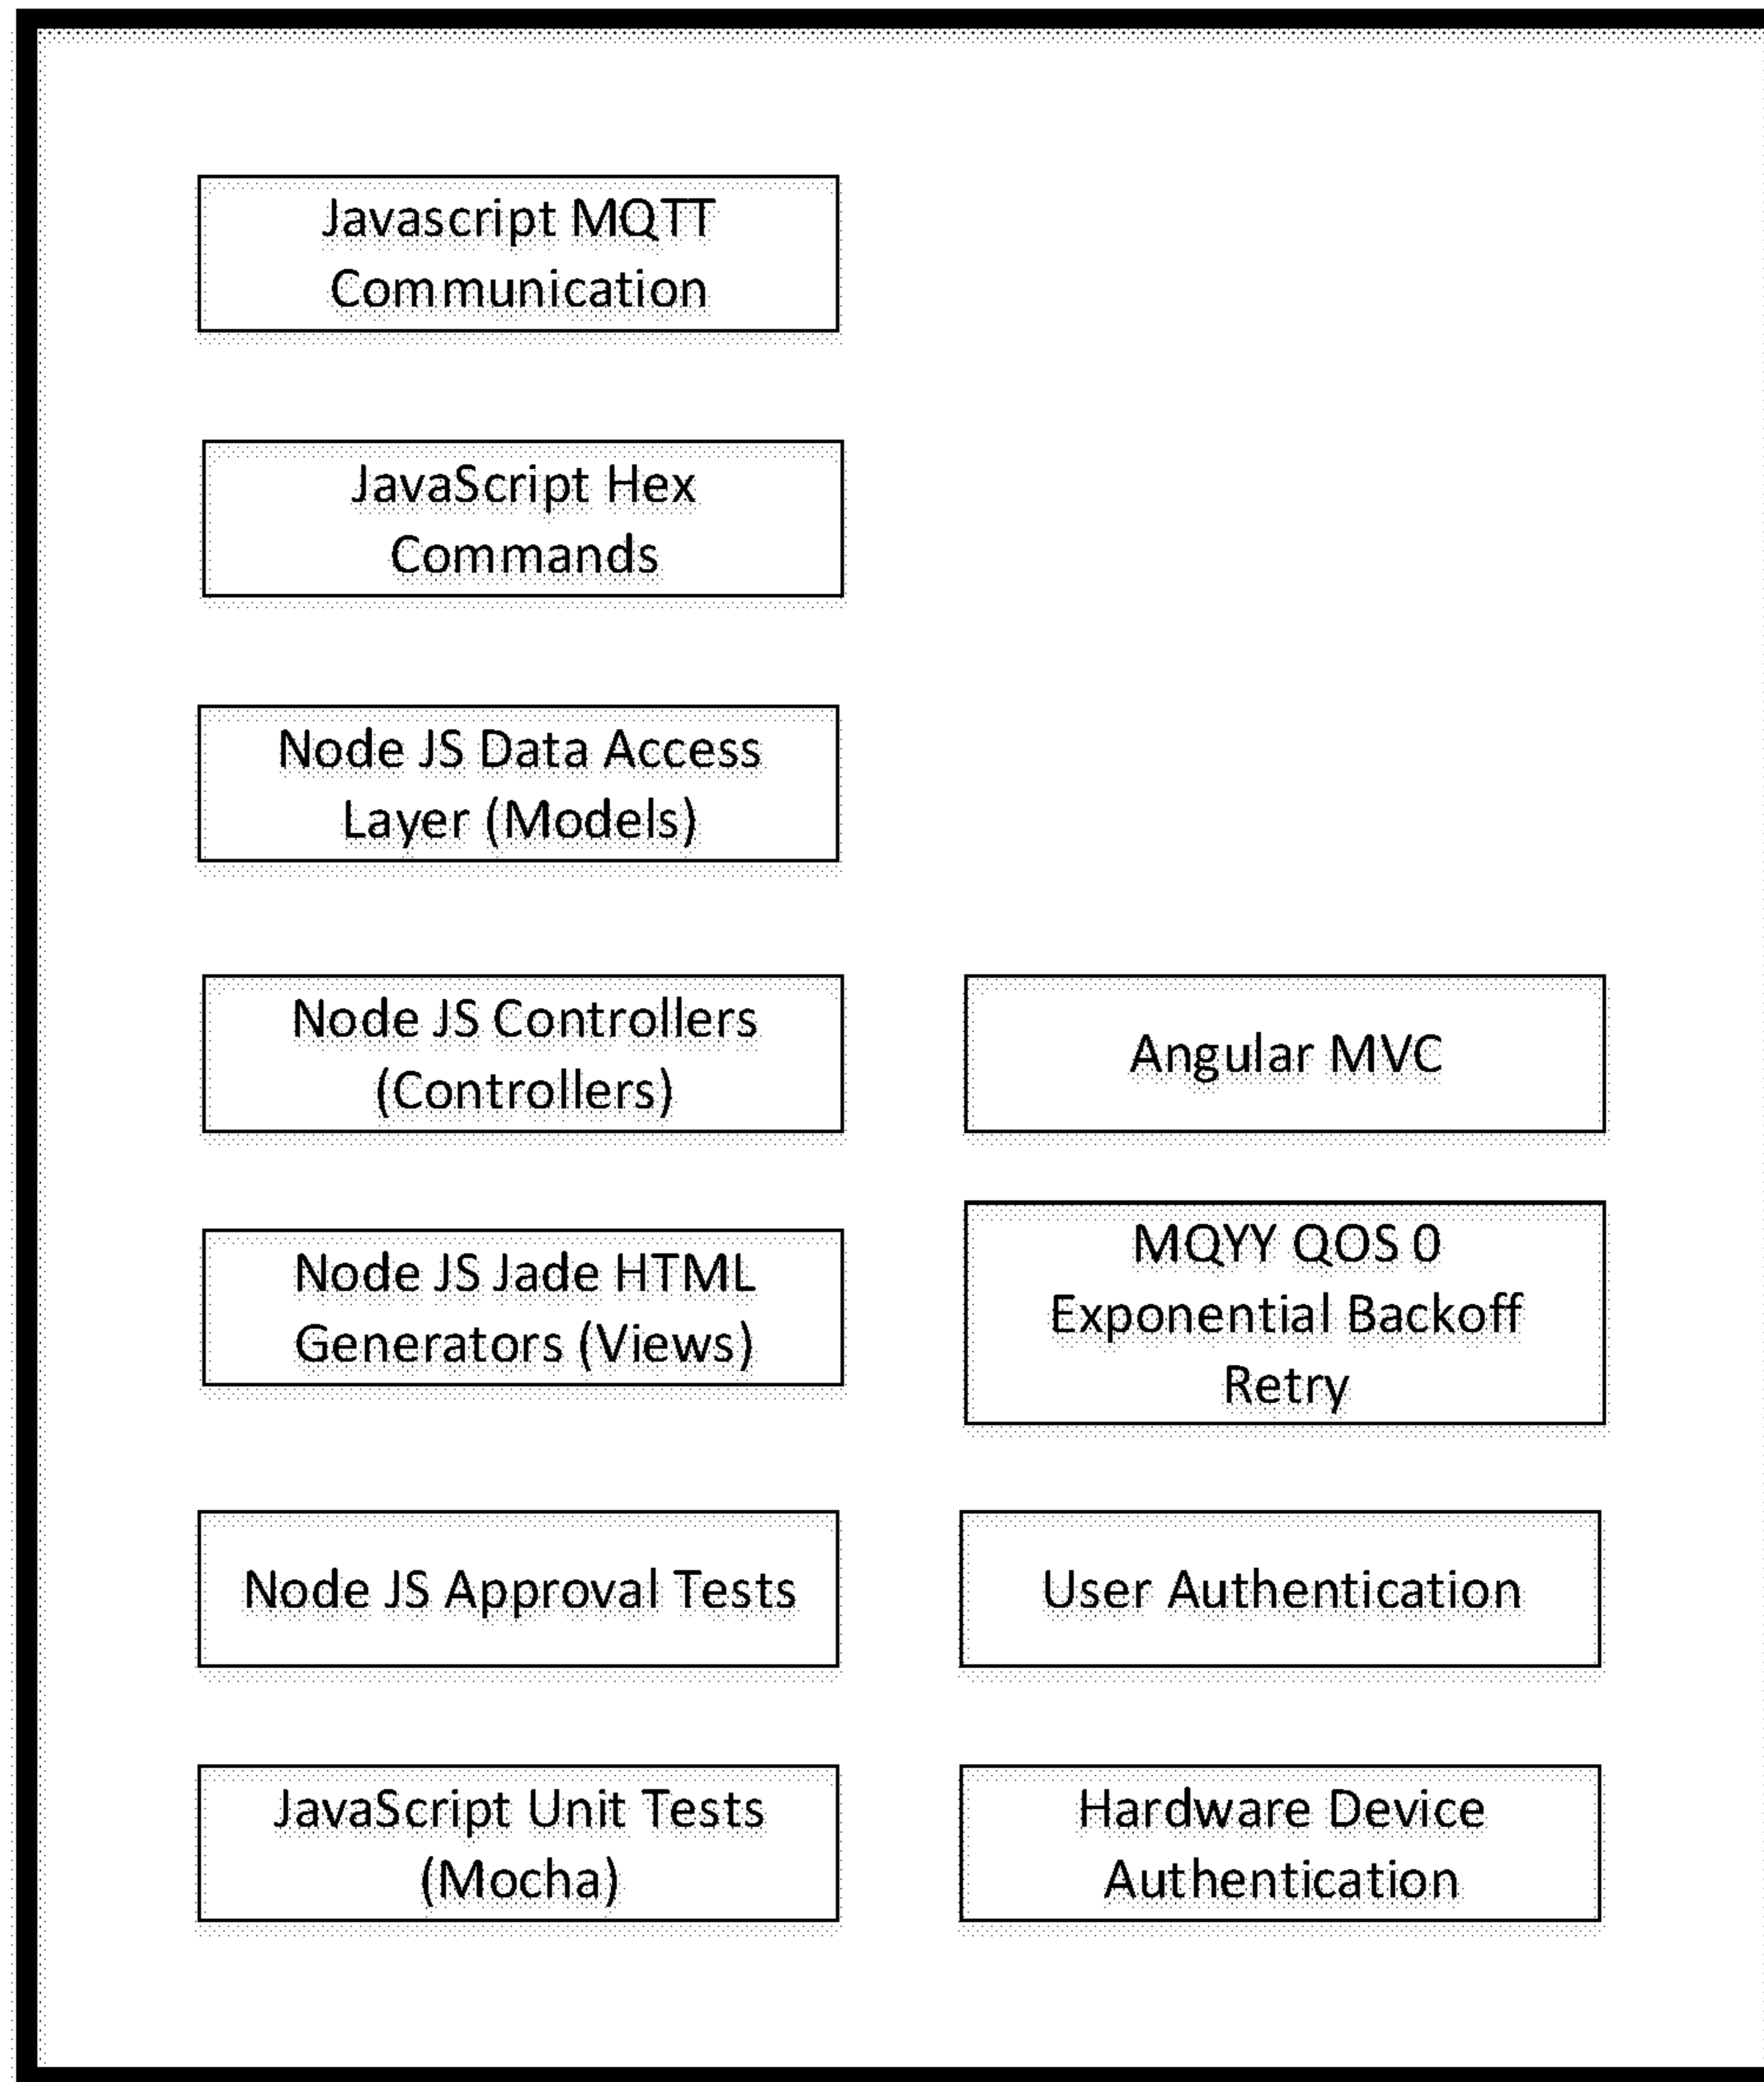 Javascript MQTT
Communication
JavaScript Hex
Commands
Node JS Data Access
Layer (Models)
Node JS Controllers
(Controllers)
Angular MVC
Node JS Jade HTML
Generators (Views)
MQYY QOS 0
Exponential Backoff
Retry
Node JS Approval Tests
User Authentication
JavaScript Unit Tests
(Mocha)
Hardware Device
Authentication